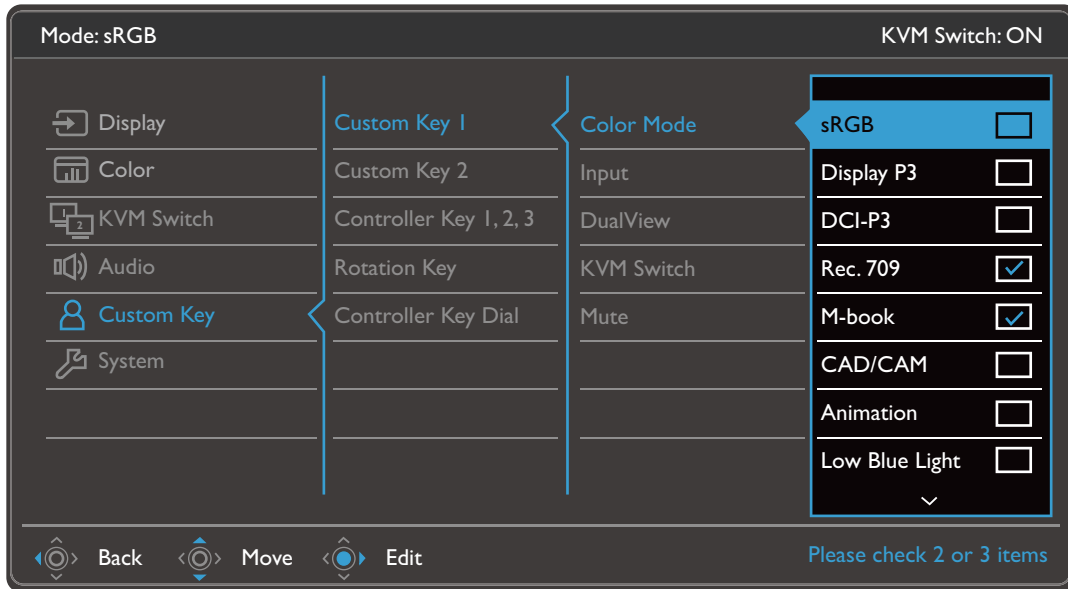 Mode: sRGB
KVM Switch: ON
Display
Color
1
2
KVM Switch
Audio
Custom Key
System
Custom Key 1
Custom Key 2
Controller Key 1, 2, 3
Rotation Key
Controller Key Dial
Color Mode
Input
DualView
KVM Switch
Mute
sRGB
Display P3
DCI-P3
Rec. 709
M-book
CAD/CAM
Animation
Low Blue Light
Back
Move
Edit
Please check 2 or 3 items